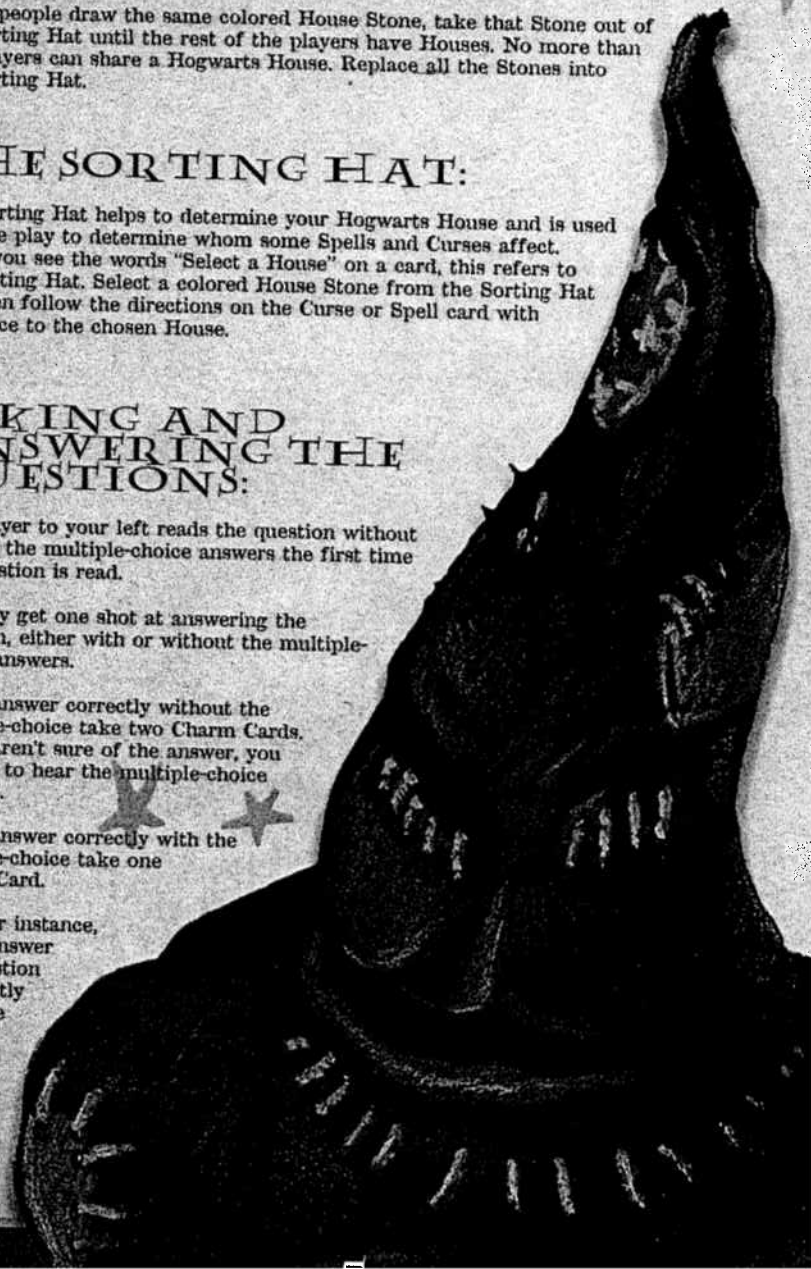 people draw the same colored House Stone, take that Stone out of
ting Hat until the rest of the players have Houses. No more than
yers can share a Hogwarts House. Replace all the Stones into
ting Hat.
HE SORTING HAT:
rting Hat helps to determine your Hogwarts House and is used
e play to determine whom some Spells and Curses affect.
you see the words "Select a House" on a card, this refers to
ting Hat. Select a colored House Stone from the Sorting Hat
n follow the directions on the Curse or Spell card with
ce to the chosen House.
KING AND
NSWERING THE
UESTIONS:
yer to your left reads the question without
the multiple-choice answers the first time
stion is read.
y get one shot at answering the
n, either with or without the multiple-
answers.
answer correctly without the
e-choice take two Charm Cards.
ren't sure of the answer, you
to hear the multiple-choice
.
nswer correctly with the
e-choice take one
Card.
r instance,
nswer
tion
tly
e